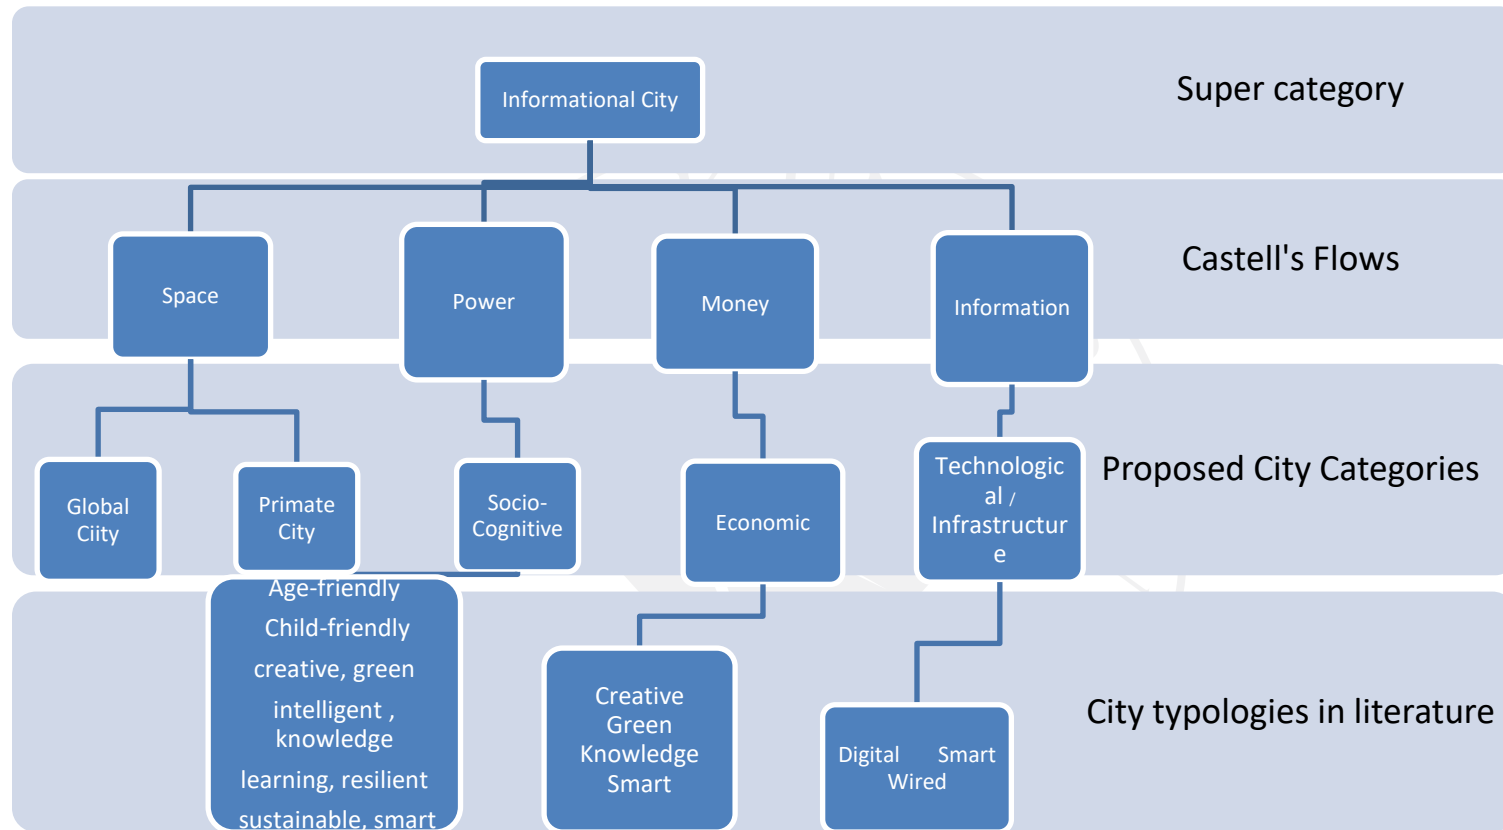 Informational City
Super category
Space
Power
Money
Information
Castell's Flows
Global
Ciity
Primate
City
Socio-
Cognitive
Economic
Technologic
al /
Infrastructur
e
Proposed City Categories
Age-friendly
Child-friendly
creative, green
intelligent ,
knowledge
learning, resilient
sustainable, smart
Creative
Green
Knowledge
Smart
Digital Smart
Wired
City typologies in literature